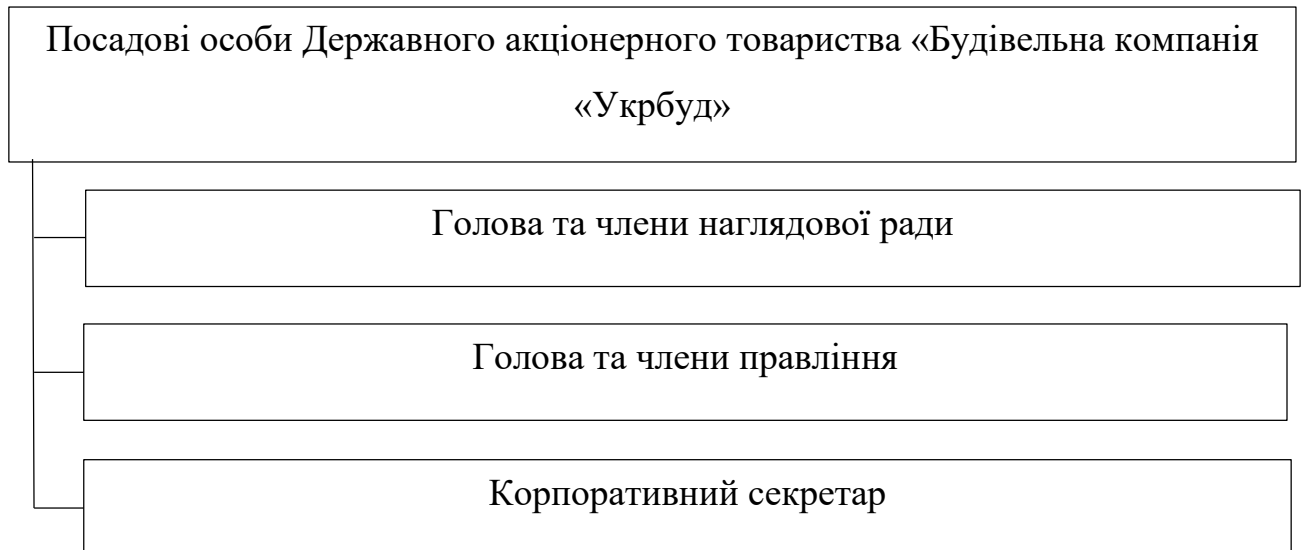 Посадові особи Державного акціонерного товариства «Будівельна компанія
«Укрбуд»
Голова та члени наглядової ради
Голова та члени правління
Корпоративний секретар